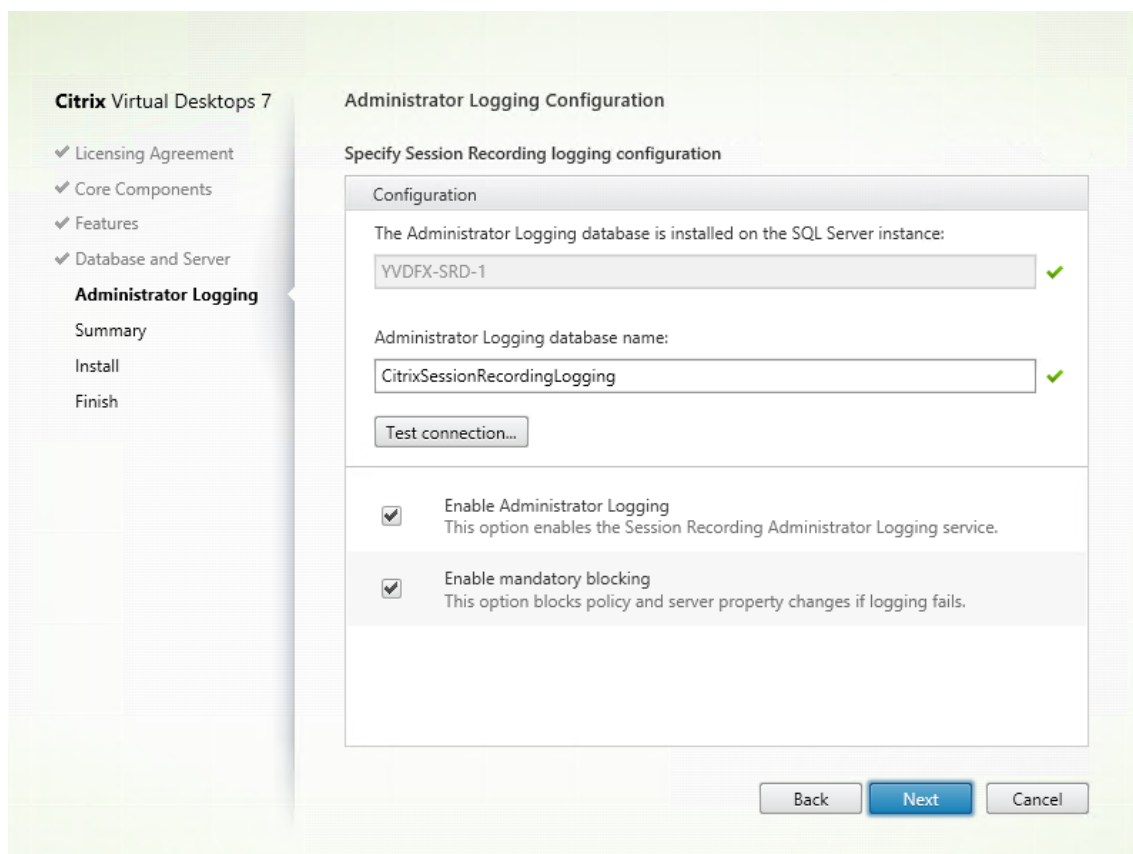 Citrix Virtual Desktops 7
Licensing Agreement
Core Components
Features
Database and Server
Administrator Logging
Summary
Install
Finish
Administrator Logging Configuration
Specify Session Recording logging configuration
Configuration
The Administrator Logging database is installed on the SQL Server instance:
YVDFX-SRD-1
Administrator Logging database name:
CitrixSessionRecordingLogging
Test connection...
Enable Administrator Logging
This option enables the Session Recording Administrator Logging service.
Enable mandatory blocking
This option blocks policy and server property changes if logging fails.
Back Next Cancel